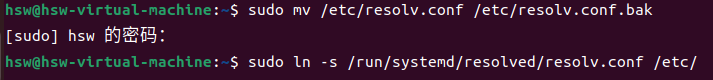 hsw@hsw-virtual-machine:~$ sudo mv /etc/resolv.conf /etc/resolv.conf.bak
[sudo] hsw 的密码：
hsw@hsw-virtual-machine:~$ sudo ln -s /run/systemd/resolved/resolv.conf /etc/